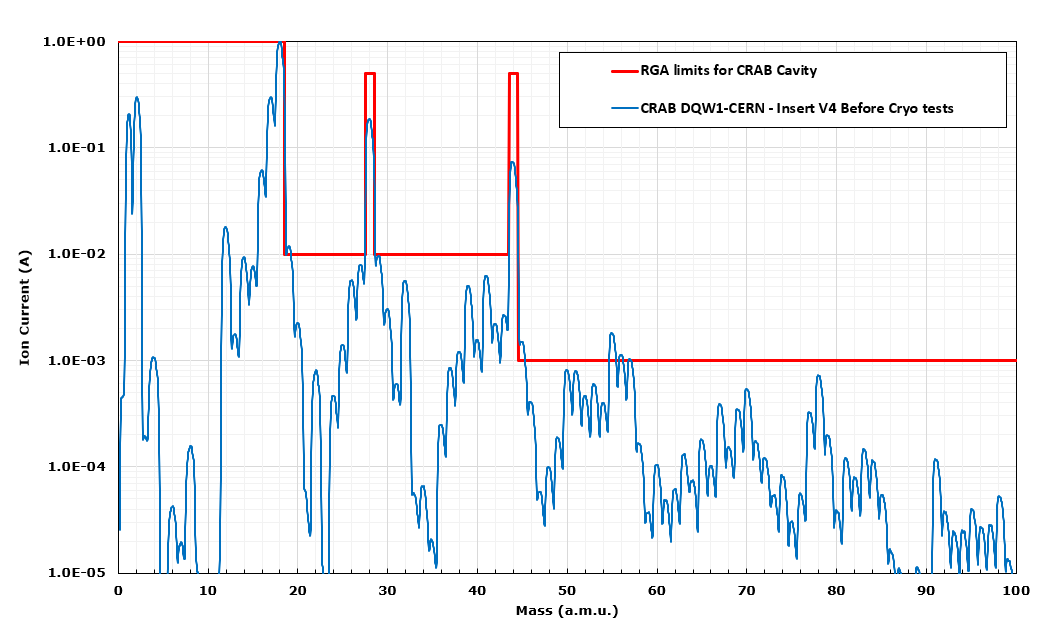 1.0E+00
RGA limits for CRAB Cavity
CRAB DQW1-CERN - Insert V4 Before Cryo tests
1.0E-01
1.0E-02
Ion Current (A)
1.0E-03
1.0E-04
1.0E-05
0 10 20 30 40 50 60 70 80 90 100
Mass (a.m.u.)